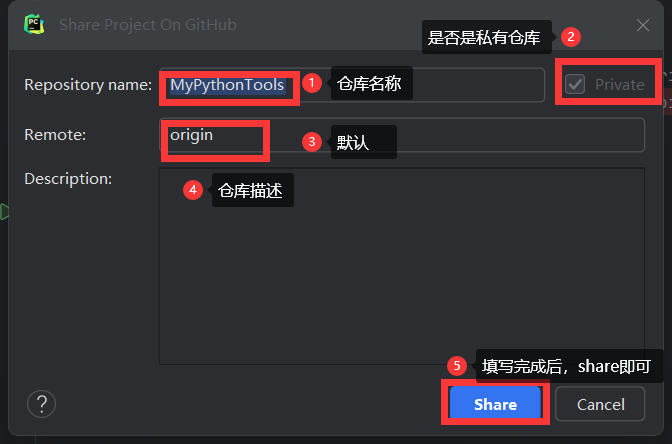 PC
Share Project On GitHub
是否是私有仓库 2
Repository name: MyPythonTools 1 仓库名称 Private
Remote: origin 3 默认
Description: 4 仓库描述
5 填写完成后，share即可
? Share Cancel